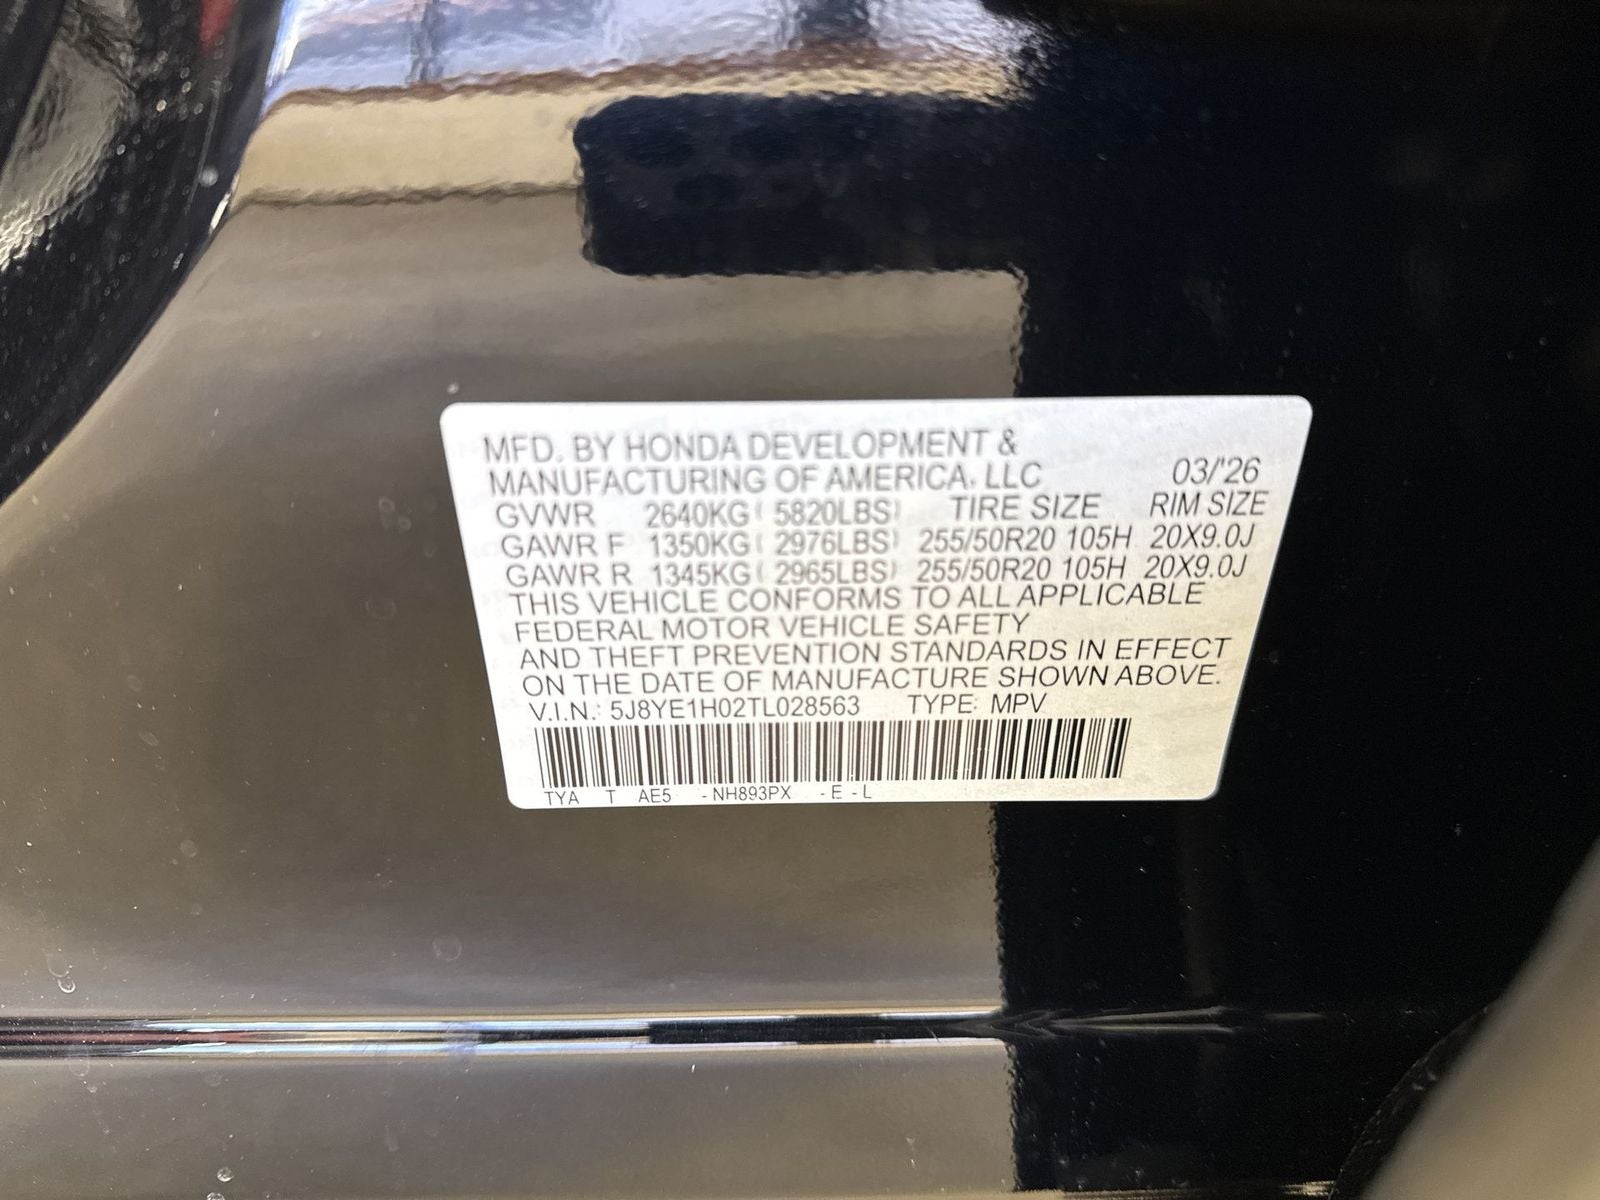 MFD. BY HONDA DEVELOPMENT &
MANUFACTURING OF AMERICA, LLC 03/'26
GVWR 2640KG( 5820LBS) TIRE SIZE RIM SIZE
GAWR F 1350KG( 2976LBS) 255/50R20 105H 20X9.0J
GAWR R 1345KG( 2965LBS) 255/50R20 105H 20X9.0J
THIS VEHICLE CONFORMS TO ALL APPLICABLE
FEDERAL MOTOR VEHICLE SAFETY
AND THEFT PREVENTION STANDARDS IN EFFECT
ON THE DATE OF MANUFACTURE SHOWN ABOVE.
V.I.N.: 5J8YE1H02TL028563 TYPE: MPV
TYA T AE5 -NH893PX -E-L